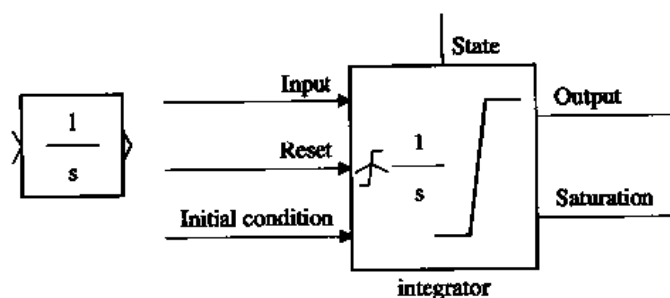 State
Input
Output
1
s
Reset
1
s
Initial condition
Saturation
integrator